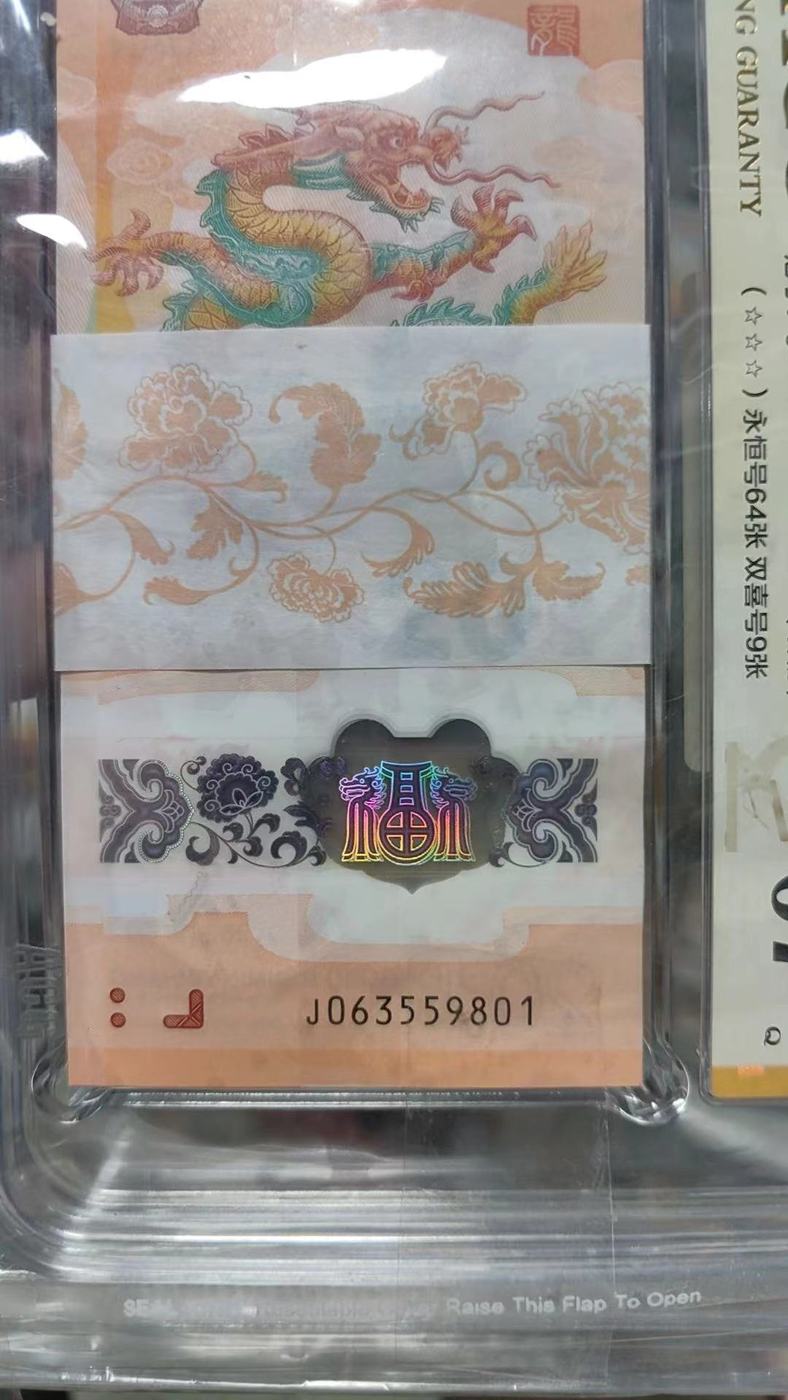 龍
福
J063559801
NG GUARANTY
(☆☆☆)永恒号64张 双喜号9张
Q
Raise This Flap To Open